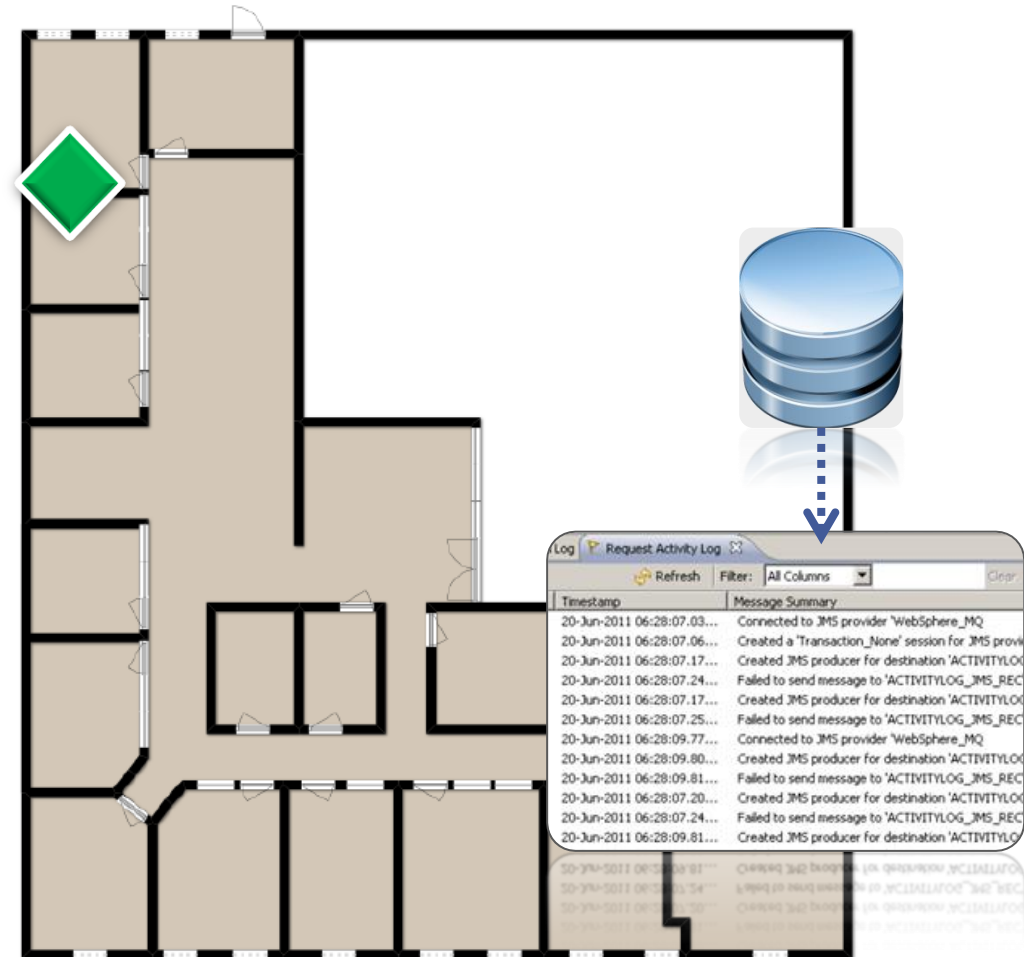 Log Request Activity Log
Refresh Filter: All Columns Clear
Timestamp Message Summary
20-Jun-2011 06:28:07.03... Connected to JMS provider 'WebSphere_MQ
20-Jun-2011 06:28:07.06... Created a 'Transaction_None' session for JMS provi
20-Jun-2011 06:28:07.17... Created JMS producer for destination 'ACTIVITYLO
20-Jun-2011 06:28:07.24... Failed to send message to 'ACTIVITYLOG_JMS_REC
20-Jun-2011 06:28:07.17... Created JMS producer for destination 'ACTIVITYLO
20-Jun-2011 06:28:07.25... Failed to send message to 'ACTIVITYLOG_JMS_REC
20-Jun-2011 06:28:09.77... Connected to JMS provider 'WebSphere_MQ
20-Jun-2011 06:28:09.80... Created JMS producer for destination 'ACTIVITYLO
20-Jun-2011 06:28:09.81... Failed to send message to 'ACTIVITYLOG_JMS_REC
20-Jun-2011 06:28:07.20... Created JMS producer for destination 'ACTIVITYLO
20-Jun-2011 06:28:07.24... Failed to send message to 'ACTIVITYLOG_JMS_REC
20-Jun-2011 06:28:09.81... Created JMS producer for destination 'ACTIVITYLO